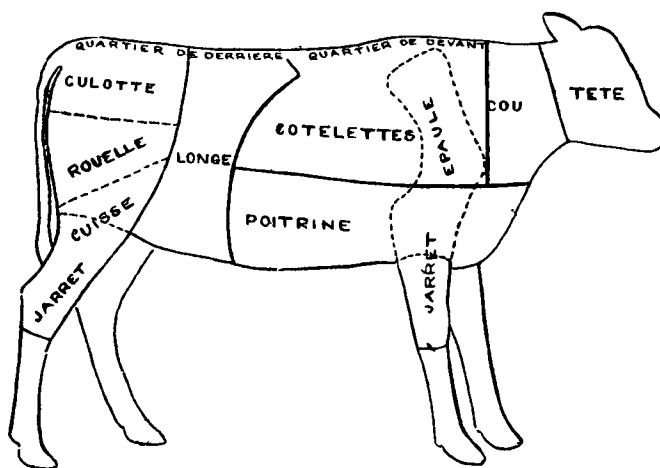 QUARTIER DE DERRIERE
QUARTIER DE DEVANT
CULOTTE
COU
TETE
COTELETTES
EPAULE
ROUELLE
LONGE
CUISSE
POITRINE
JARRET
JARRET